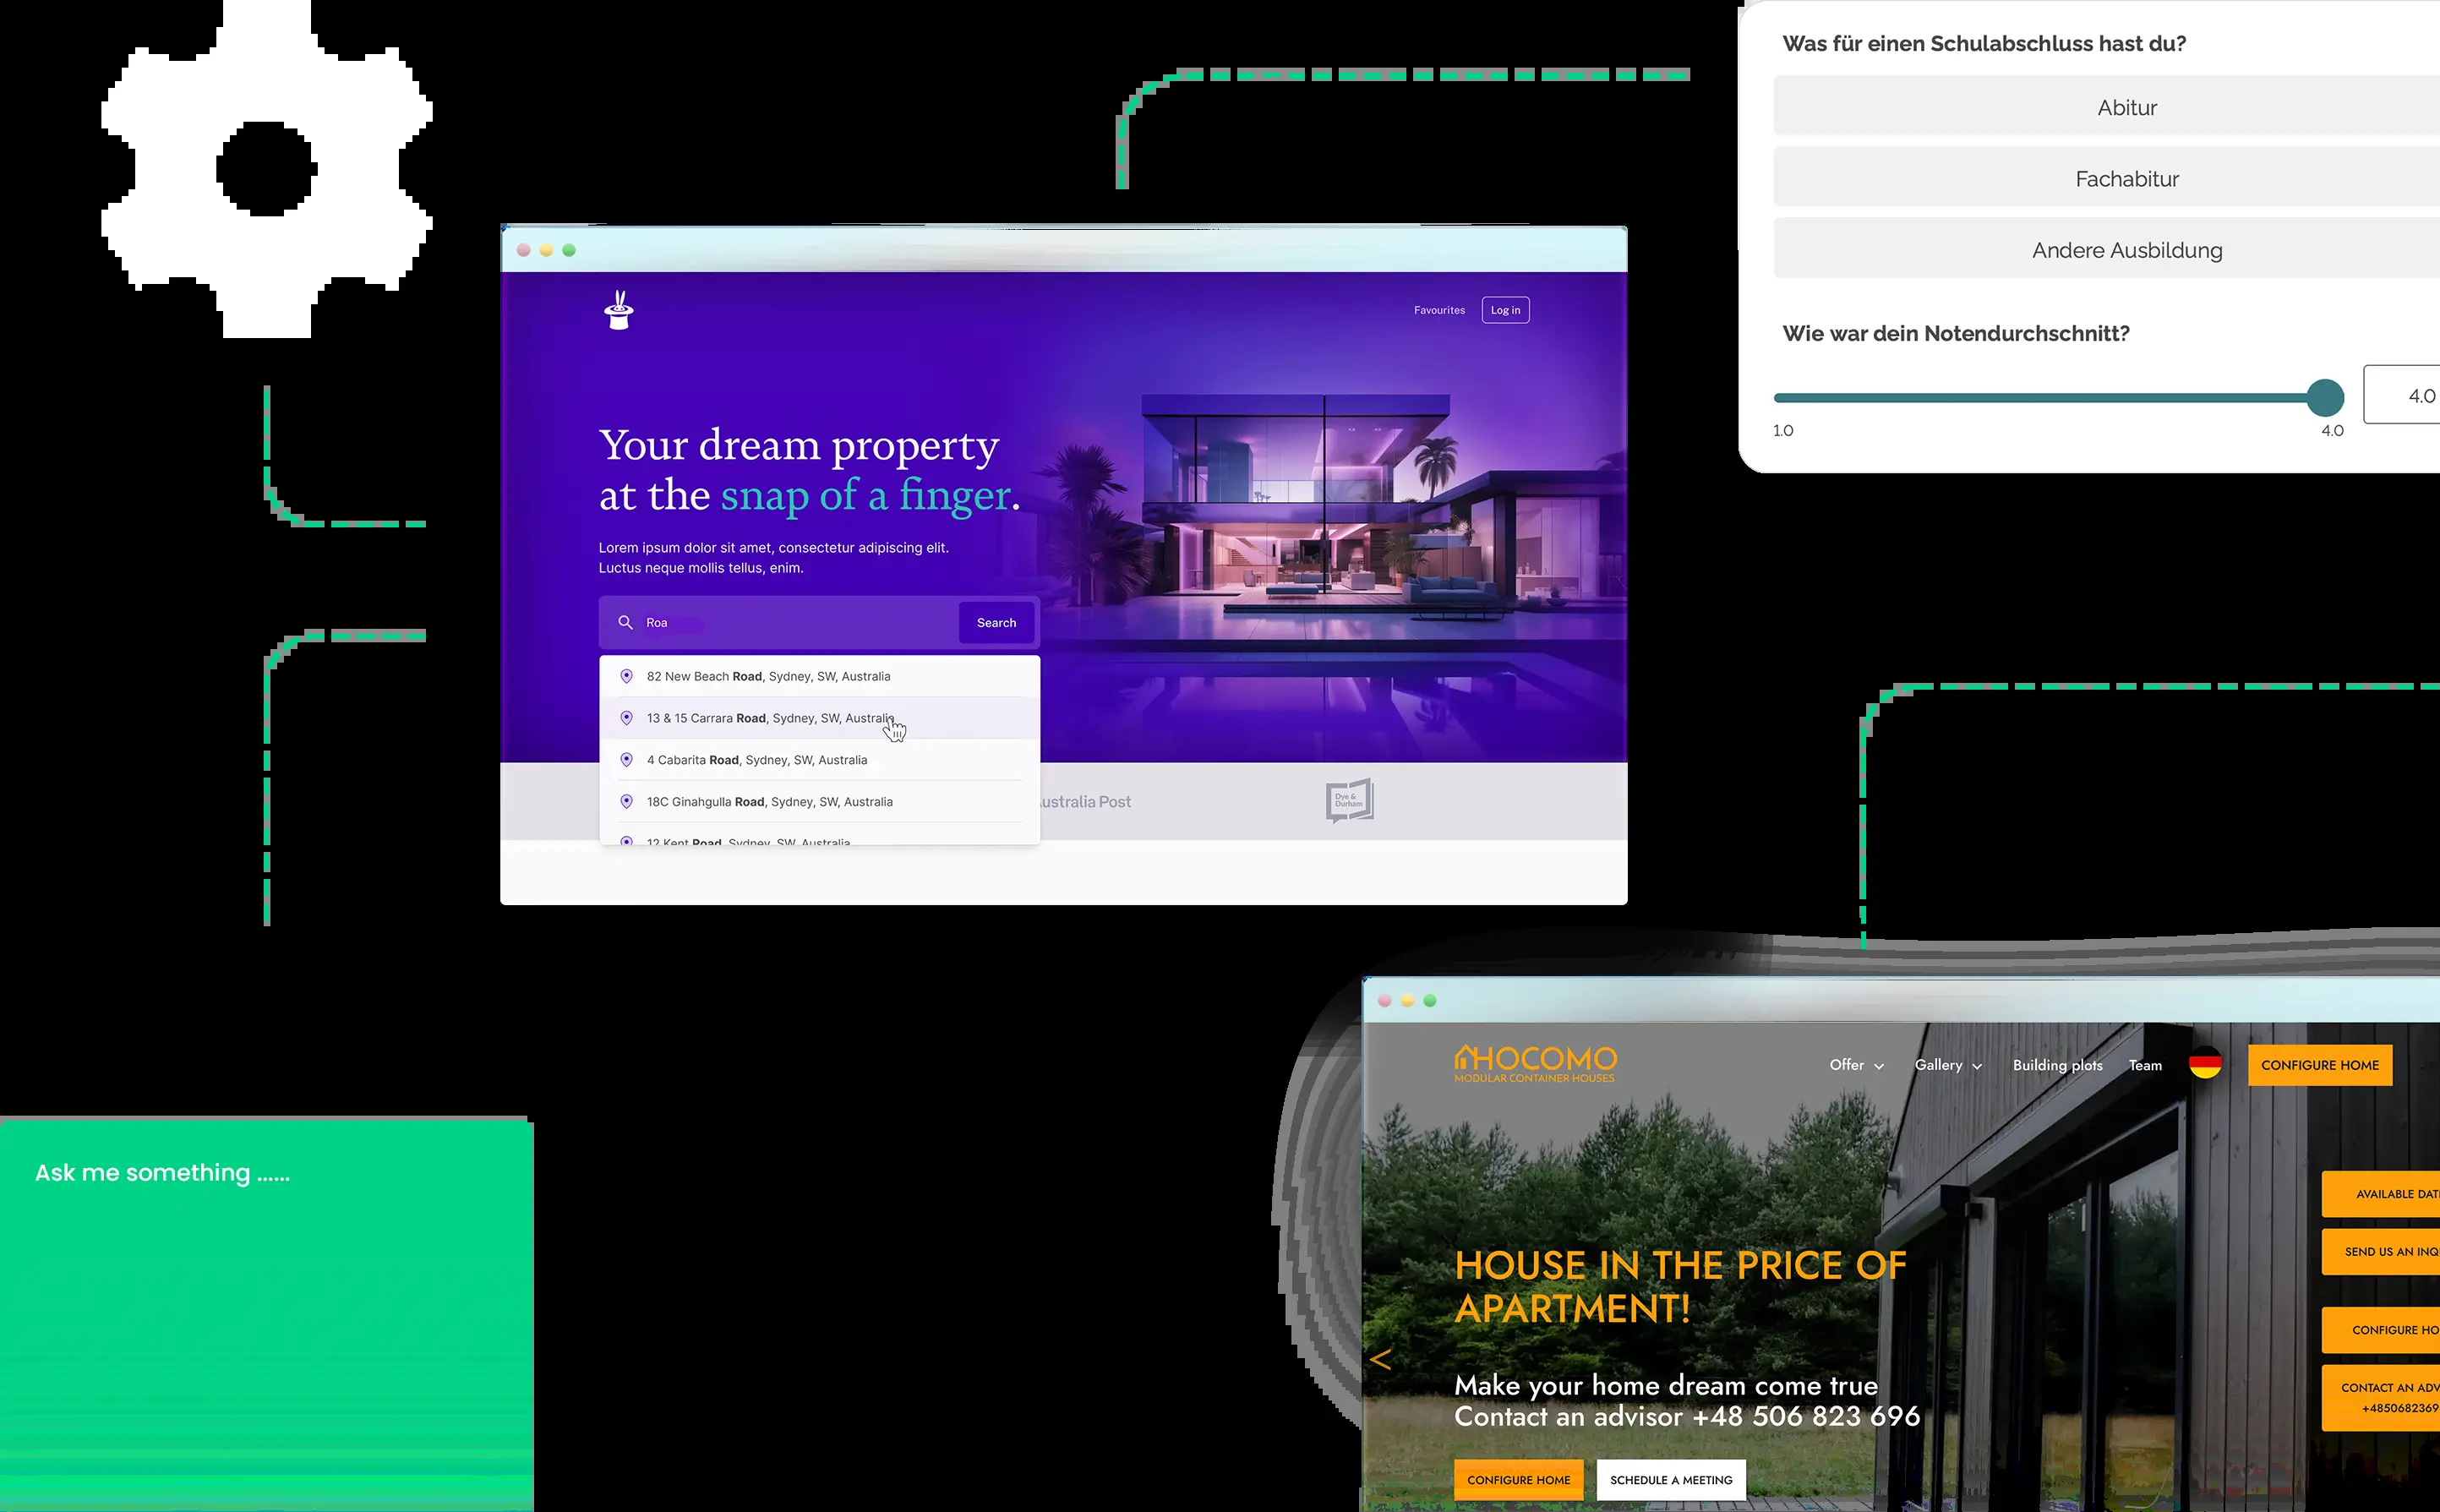 Was für einen Schulabschluss hast du?
Abitur
Fachabitur
Andere Ausbildung
Wie war dein Notendurchschnitt?
4.0
1.0
4.0
Favourites
Log in
Your dream property
at the snap of a finger.
Lorem ipsum dolor sit amet, consectetur adipiscing elit.
Luctus neque mollis tellus, enim.
Roa
Search
82 New Beach Road, Sydney, SW, Australia
13 & 15 Carrara Road, Sydney, SW, Australia
4 Cabarita Road, Sydney, SW, Australia
18C Ginahgulla Road, Sydney, SW, Australia
12 Kent Road, Sydney, SW, Australia
ustralia Post
Dye &
Durham
Ask me something ......
HOCOMO
MODULAR CONTAINER HOUSES
Offer
Gallery
Building plots
Team
CONFIGURE HOME
HOUSE IN THE PRICE OF
APARTMENT!
<
Make your home dream come true
Contact an advisor +48 506 823 696
CONFIGURE HOME
SCHEDULE A MEETING
AVAILABLE DAT
SEND US AN INQ
CONFIGURE HO
CONTACT AN ADV
+485068236